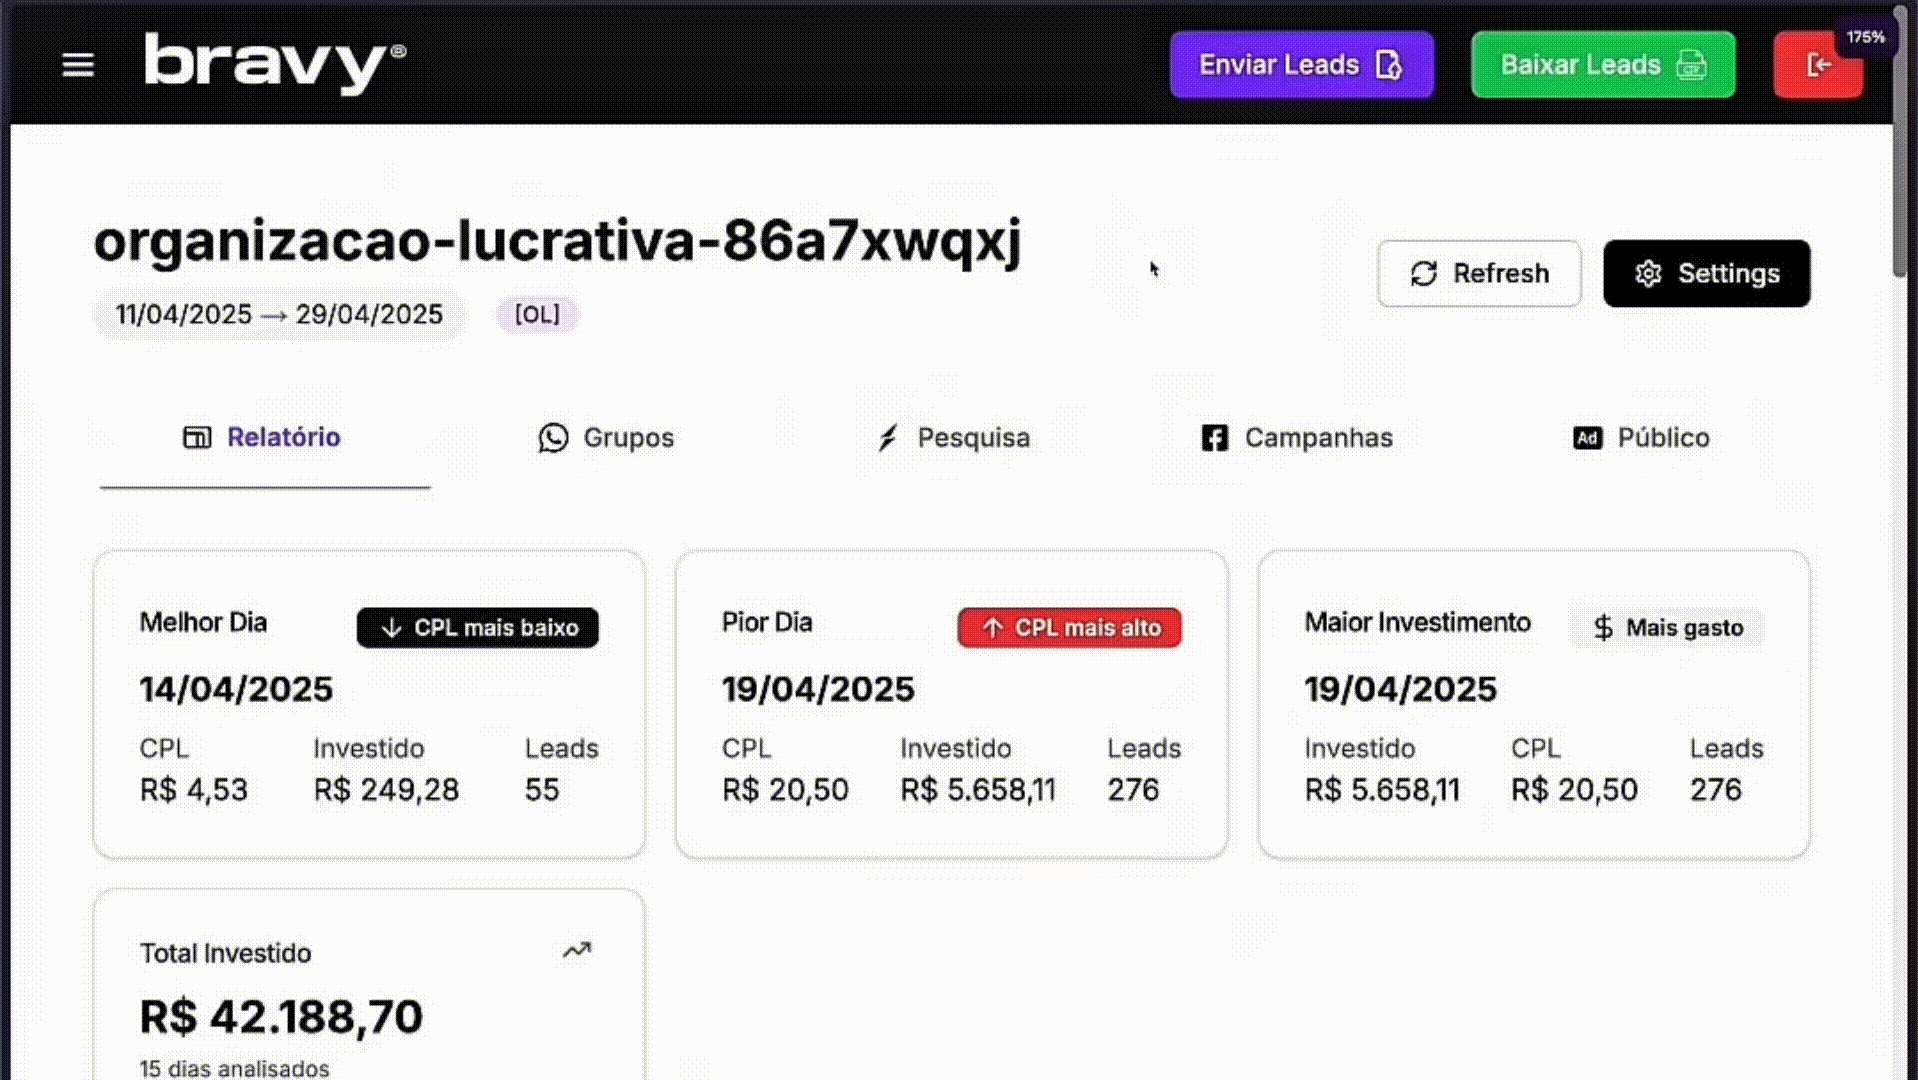 bravy®
Enviar Leads
Baixar Leads
175%
organizacao-lucrativa-86a7xwqxj
11/04/2025 → 29/04/2025
[OL]
Refresh
Settings
Relatório
Grupos
Pesquisa
Campanhas
Ad
Público
Melhor Dia
↓ CPL mais baixo
14/04/2025
CPL Investido Leads
R$ 4,53 R$ 249,28 55
Pior Dia
↑ CPL mais alto
19/04/2025
CPL Investido Leads
R$ 20,50 R$ 5.658,11 276
Maior Investimento
$ Mais gasto
19/04/2025
Investido CPL Leads
R$ 5.658,11 R$ 20,50 276
Total Investido
R$ 42.188,70
15 dias analisados